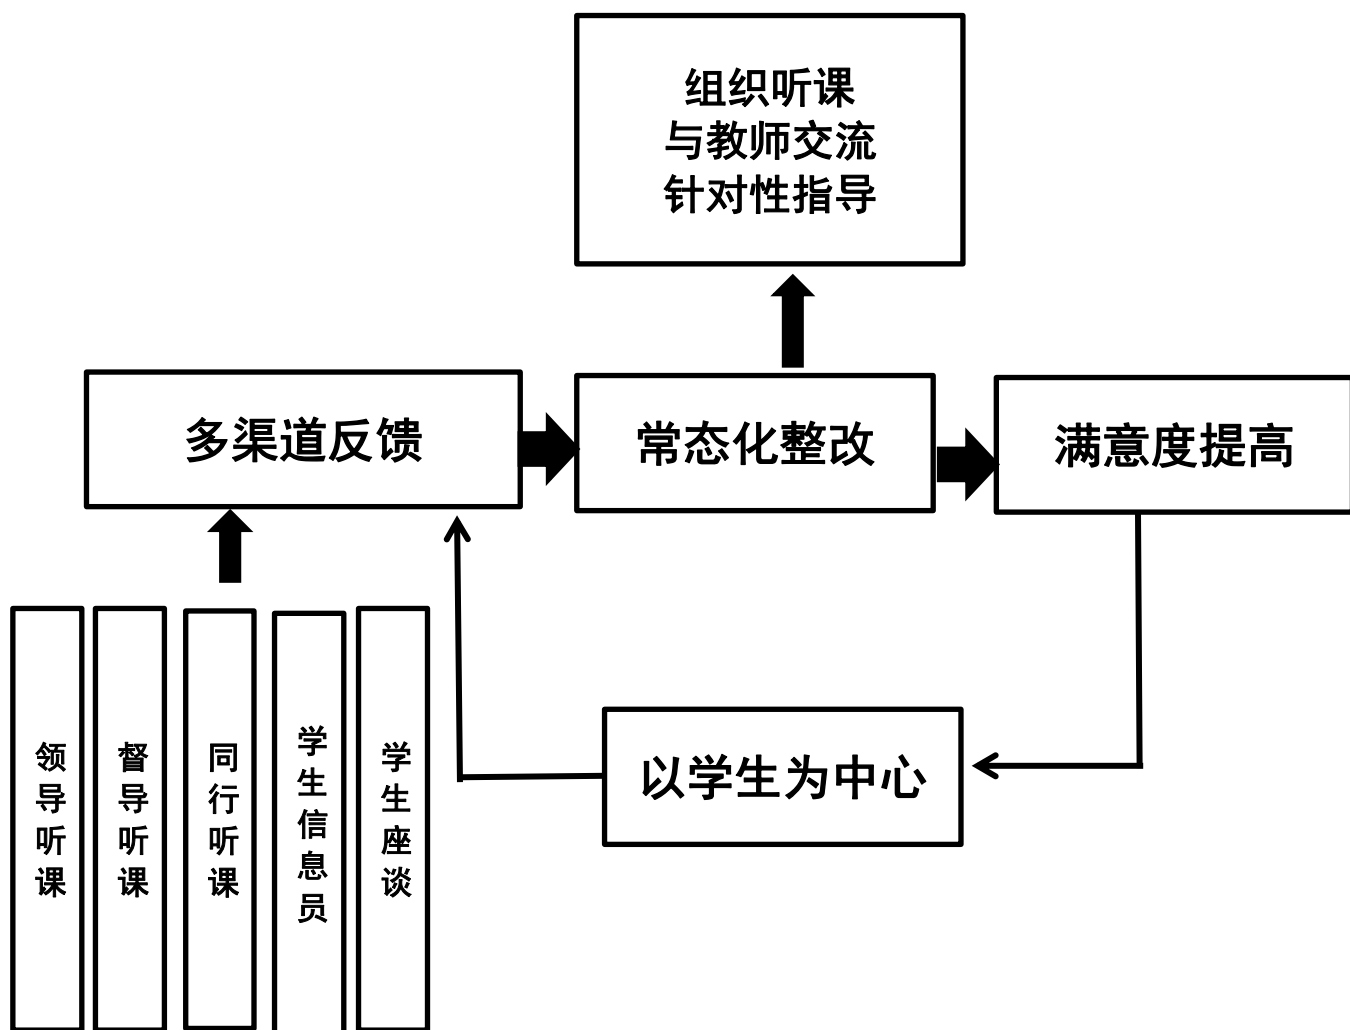 组织听课
与教师交流
针对性指导
多渠道反馈
常态化整改
满意度提高
以学生为中心
领导听课
督导听课
同行听课
学生信息员
学生座谈